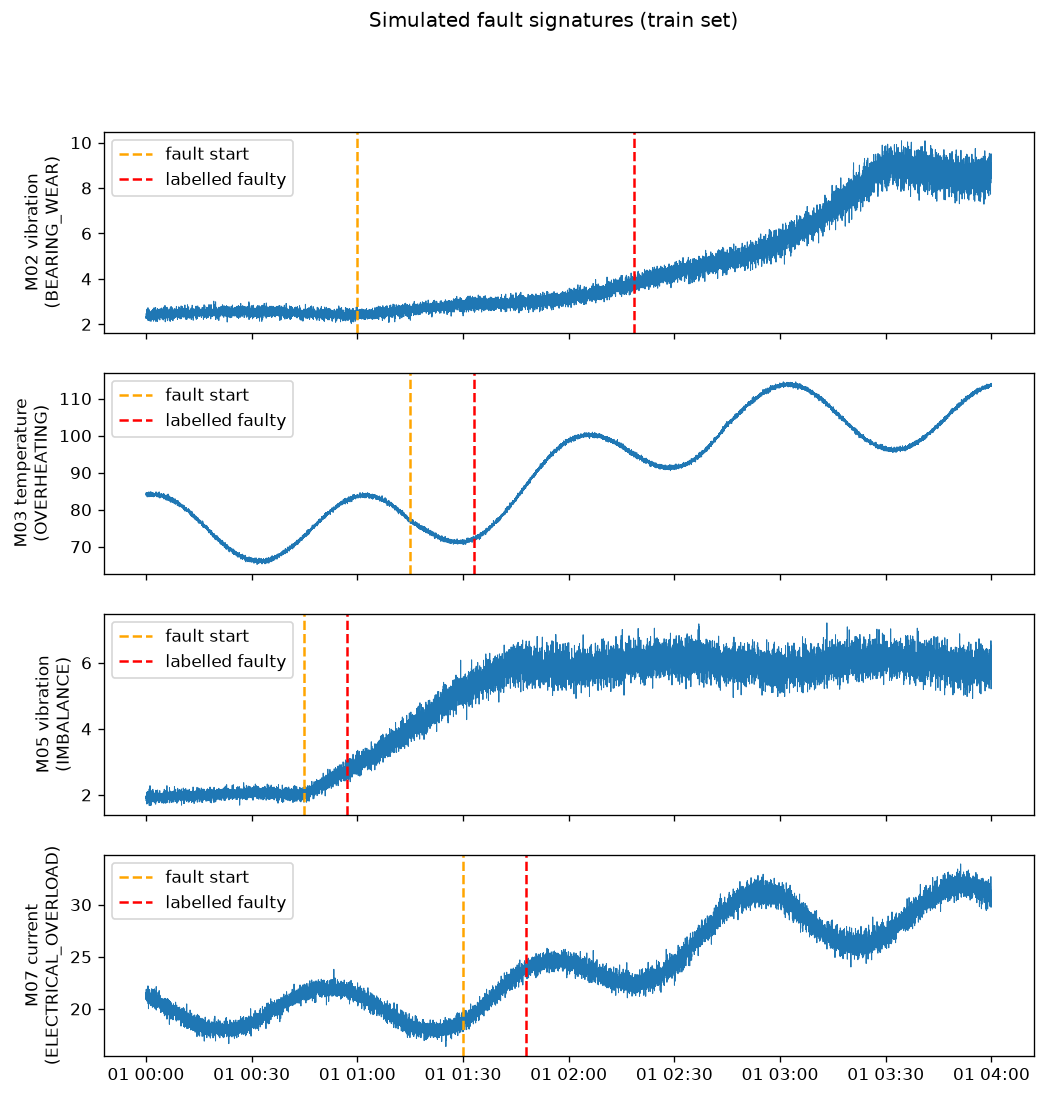 Simulated fault signatures (train set)
M02 vibration
(BEARING_WEAR)
10
8
6
4
2
fault start
labelled faulty
M03 temperature
(OVERHEATING)
110
100
90
80
70
fault start
labelled faulty
M05 vibration
(IMBALANCE)
6
4
2
fault start
labelled faulty
M07 current
(ELECTRICAL_OVERLOAD)
30
25
20
fault start
labelled faulty
01 00:00 01 00:30 01 01:00 01 01:30 01 02:00 01 02:30 01 03:00 01 03:30 01 04:00